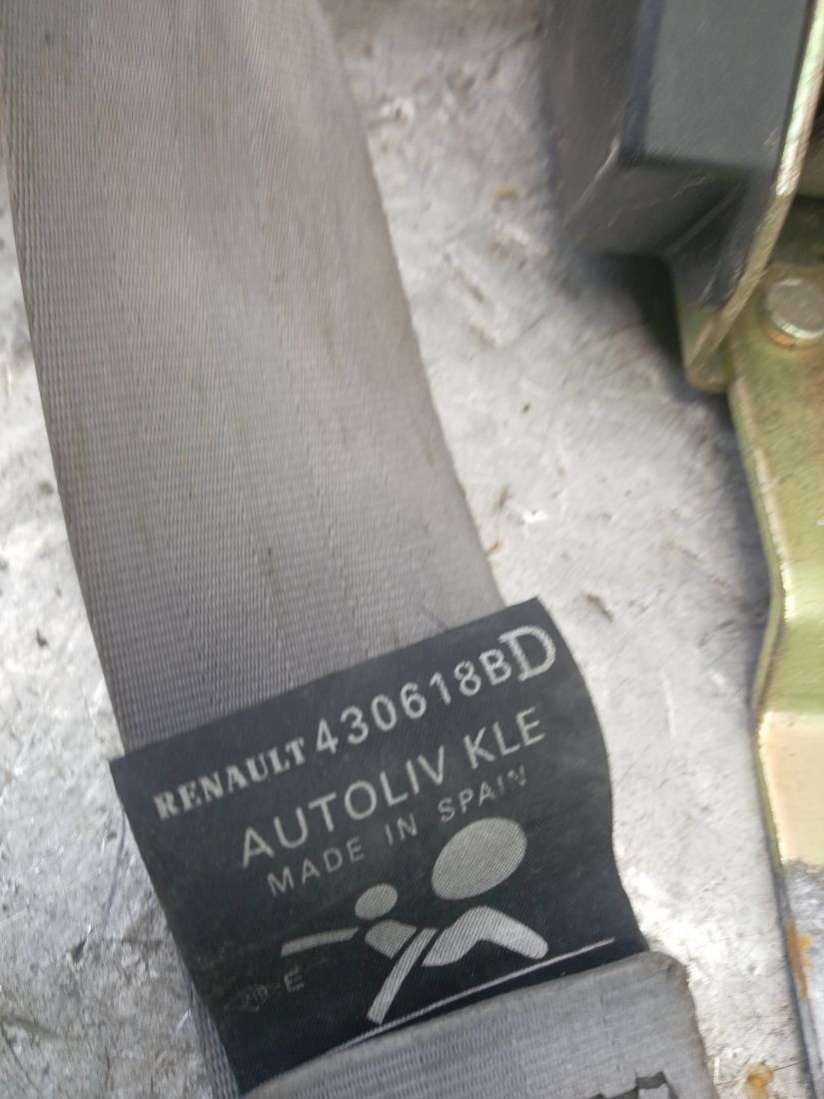 RENAULT 430618BD
AUTOLIV KLE
MADE IN SPAIN
E